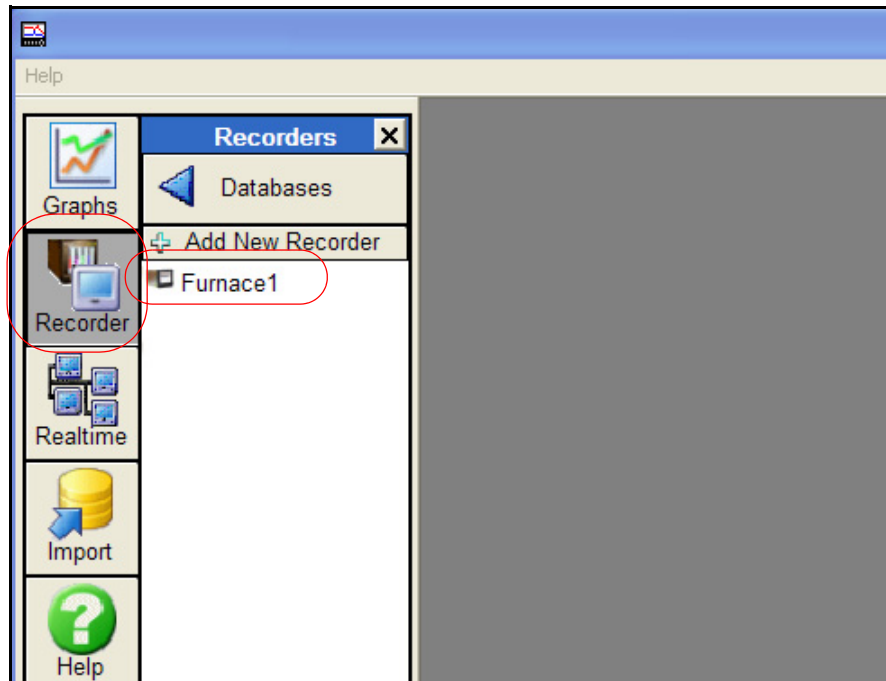 Help
Graphs
Recorder
Realtime
Import
Help
Recorders
Databases
Add New Recorder
Furnace1